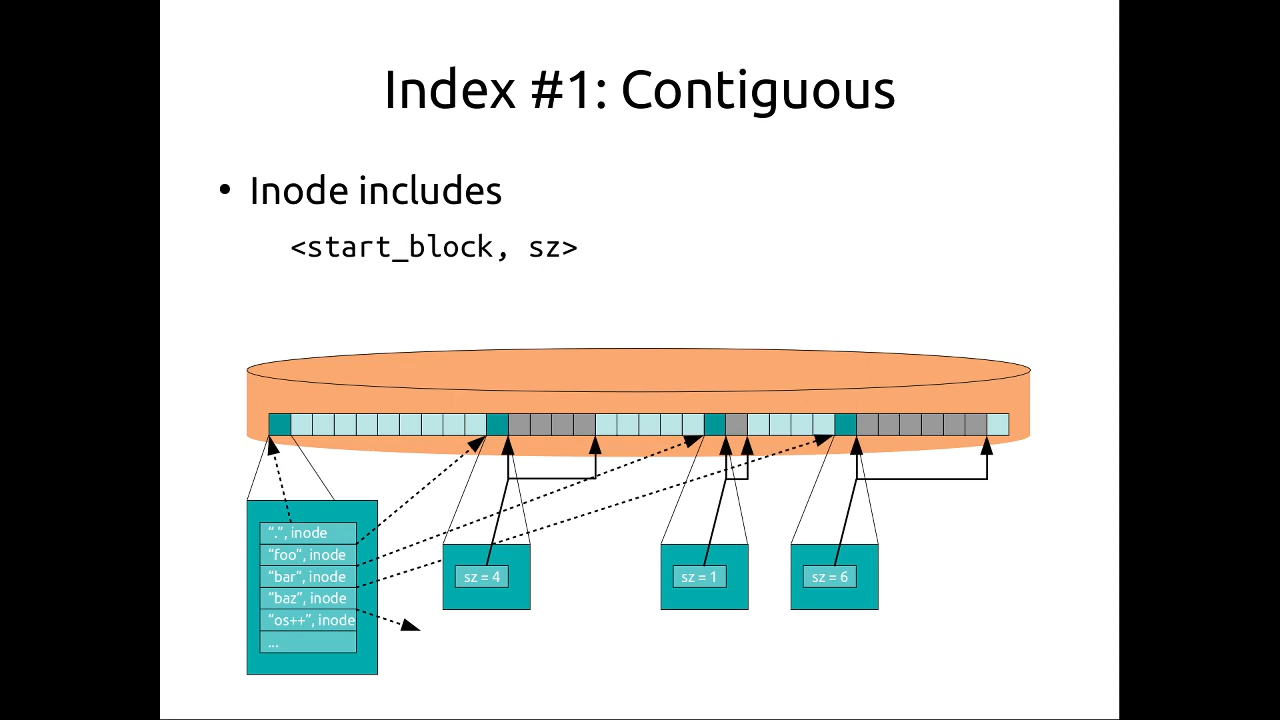 Index #1: Contiguous
• Inode includes
<start_block, sz>
“.”, inode
“foo“, inode
“bar”, inode
“baz”, inode
“os++”, inode
...
sz = 4
sz = 1
sz = 6